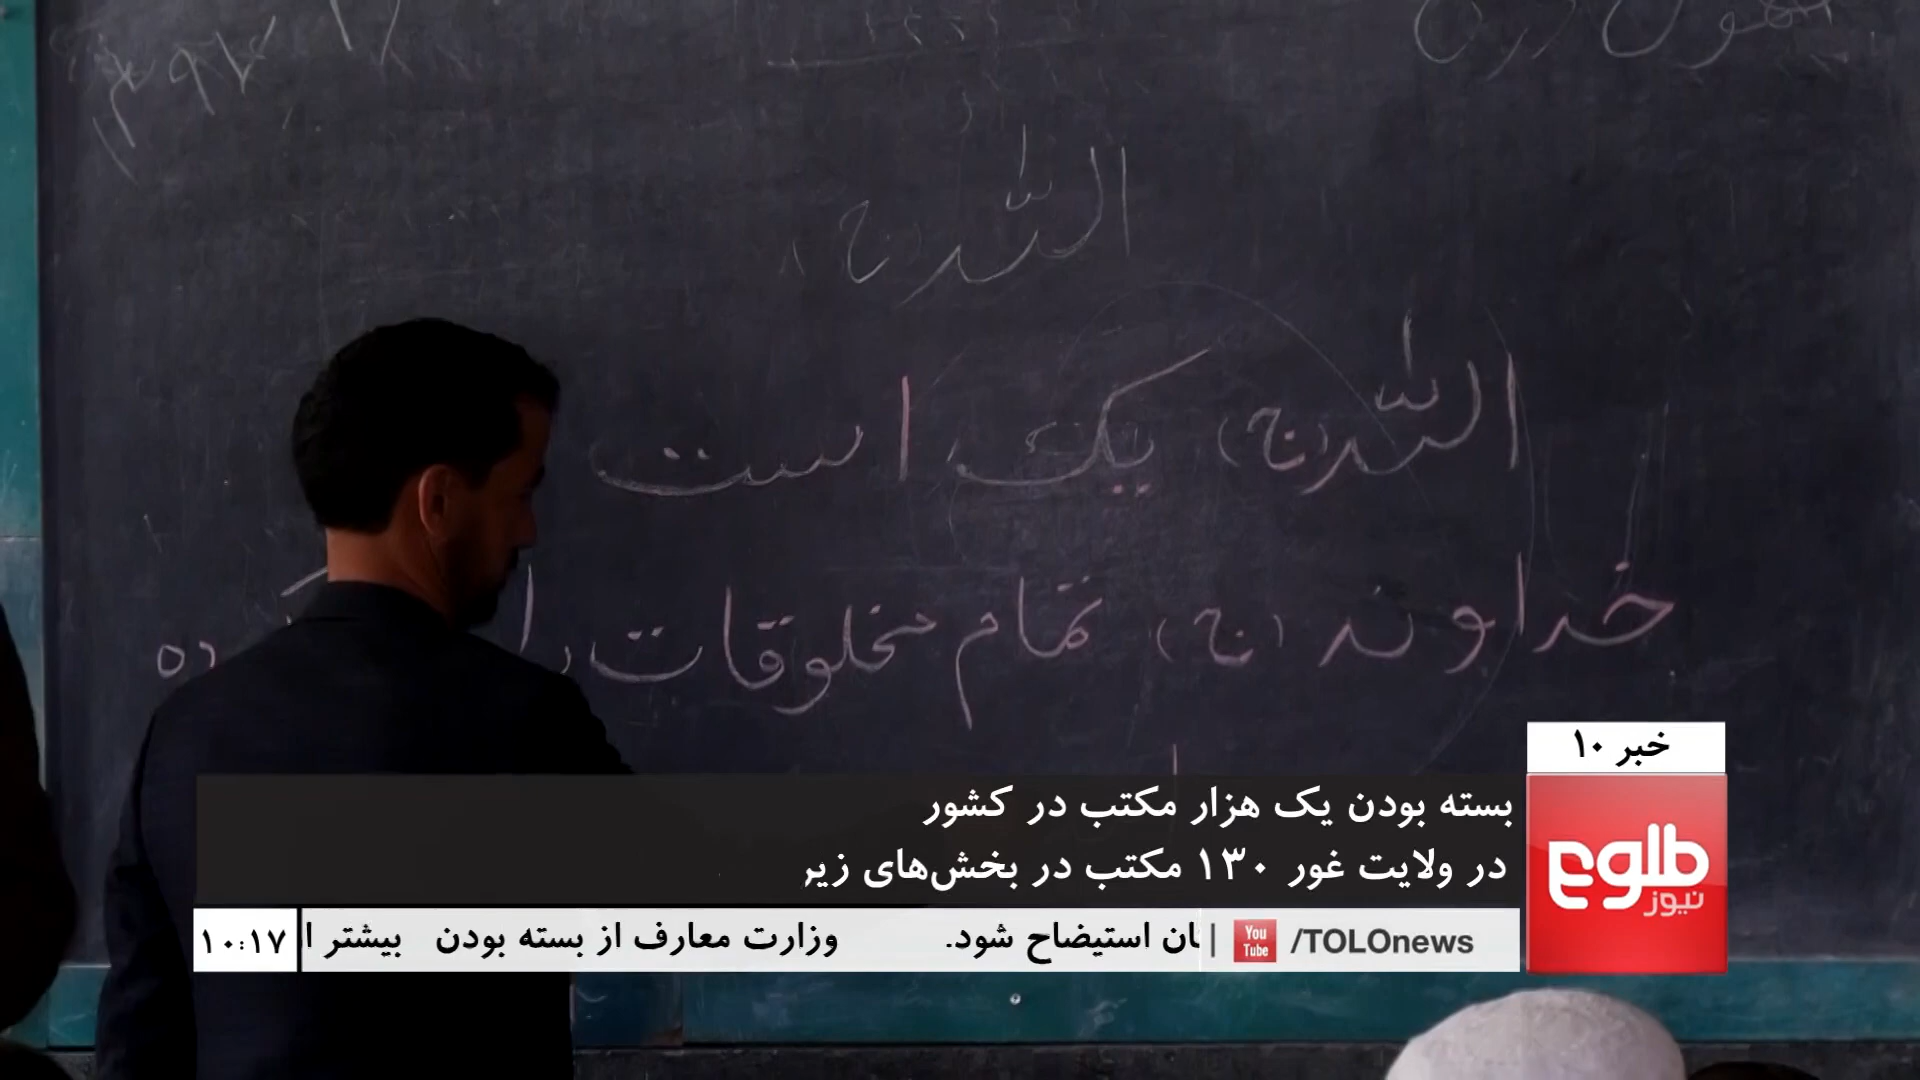 ۱۳۹۷
الله (ج)
الله (ج) یک است
خداوند (ج) تمام مخلوقات را
ده
خبر ۱۰
بسته بودن یک هزار مکتب در کشور
در ولایت غور ۱۳۰ مکتب در بخش‌های زیر
طلوع
نیوز
You Tube /TOLOnews
استیضاح شود. وزارت معارف از بسته بودن بیشتر
۱۰:۱۷